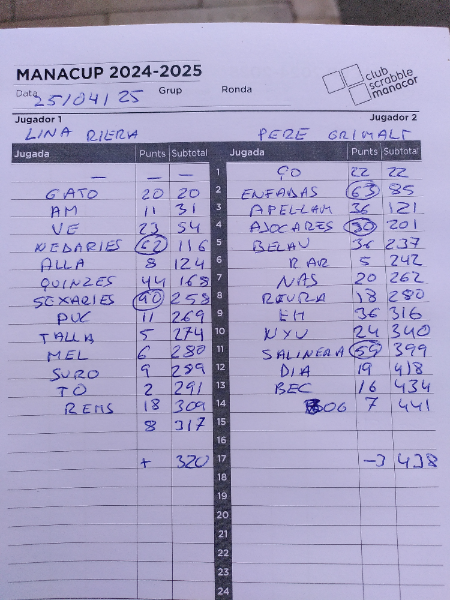 MANACUP 2024-2025
club scrabble manacor
Data 25/04/25 Grup Ronda
Jugador 1 Jugador 2
LINA RIERA PERE GRIMALT
Jugada Punts Subtotal Jugada Punts Subtotal
— — — 1 ÇO 22 22
GATO 20 20 2 ENFADAS 63 85
AM 11 31 3 APELLAM 36 121
VE 23 54 4 ADOCARES 80 201
NEDARIES 62 116 5 BELAU 36 237
ALLA 8 124 6 RAR 5 242
QUINZES 44 168 7 NAS 20 262
SEXARIES 90 258 8 REVRA 18 280
PUC 11 269 9 EH 36 316
TALLA 5 274 10 NYU 24 340
MEL 6 280 11 SALINERA 59 399
SURO 9 289 12 DIA 19 418
TO 2 291 13 BEC 16 434
REMS 18 309 14 OG 7 441
8 317 15
16
+ 320 17 -3 438
18
19
20
21
22
23
24